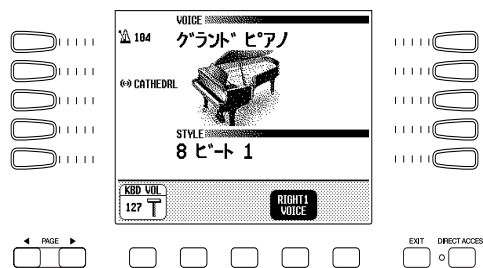 VOICE
104 グランド ピアノ
CATHEDRL
STYLE
8 ビート 1
KBD VOL
127
RIGHT1
VOICE
◀ PAGE ▶
EXIT DIRECT ACCES